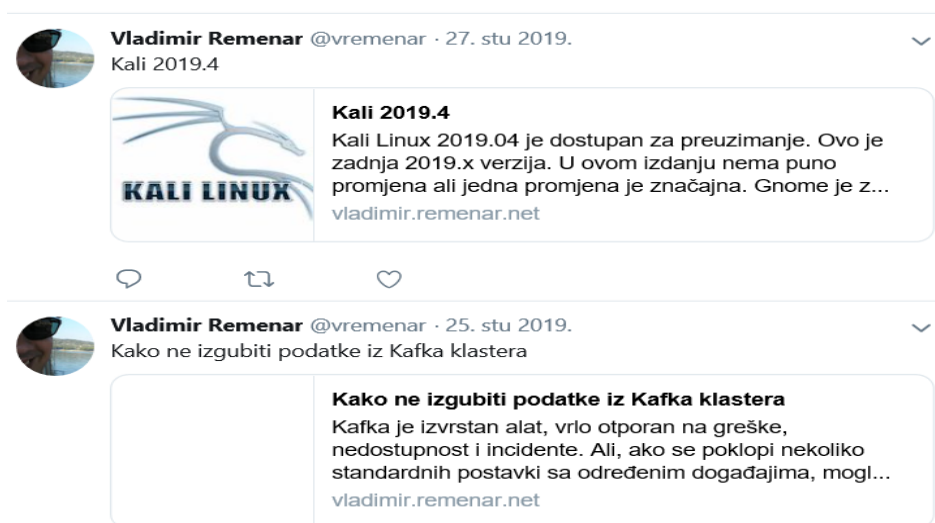 Vladimir Remenar @vremenar · 27. stu 2019.
Kali 2019.4
Kali 2019.4
Kali Linux 2019.04 je dostupan za preuzimanje. Ovo je
zadnja 2019.x verzija. U ovom izdanju nema puno
promjena ali jedna promjena je značajna. Gnome je z...
vladimir.remenar.net
KALI LINUX
Vladimir Remenar @vremenar · 25. stu 2019.
Kako ne izgubiti podatke iz Kafka klastera
Kako ne izgubiti podatke iz Kafka klastera
Kafka je izvrstan alat, vrlo otporan na greške,
nedostupnost i incidente. Ali, ako se poklopi nekoliko
standardnih postavki sa određenim događajima, mogl...
vladimir.remenar.net